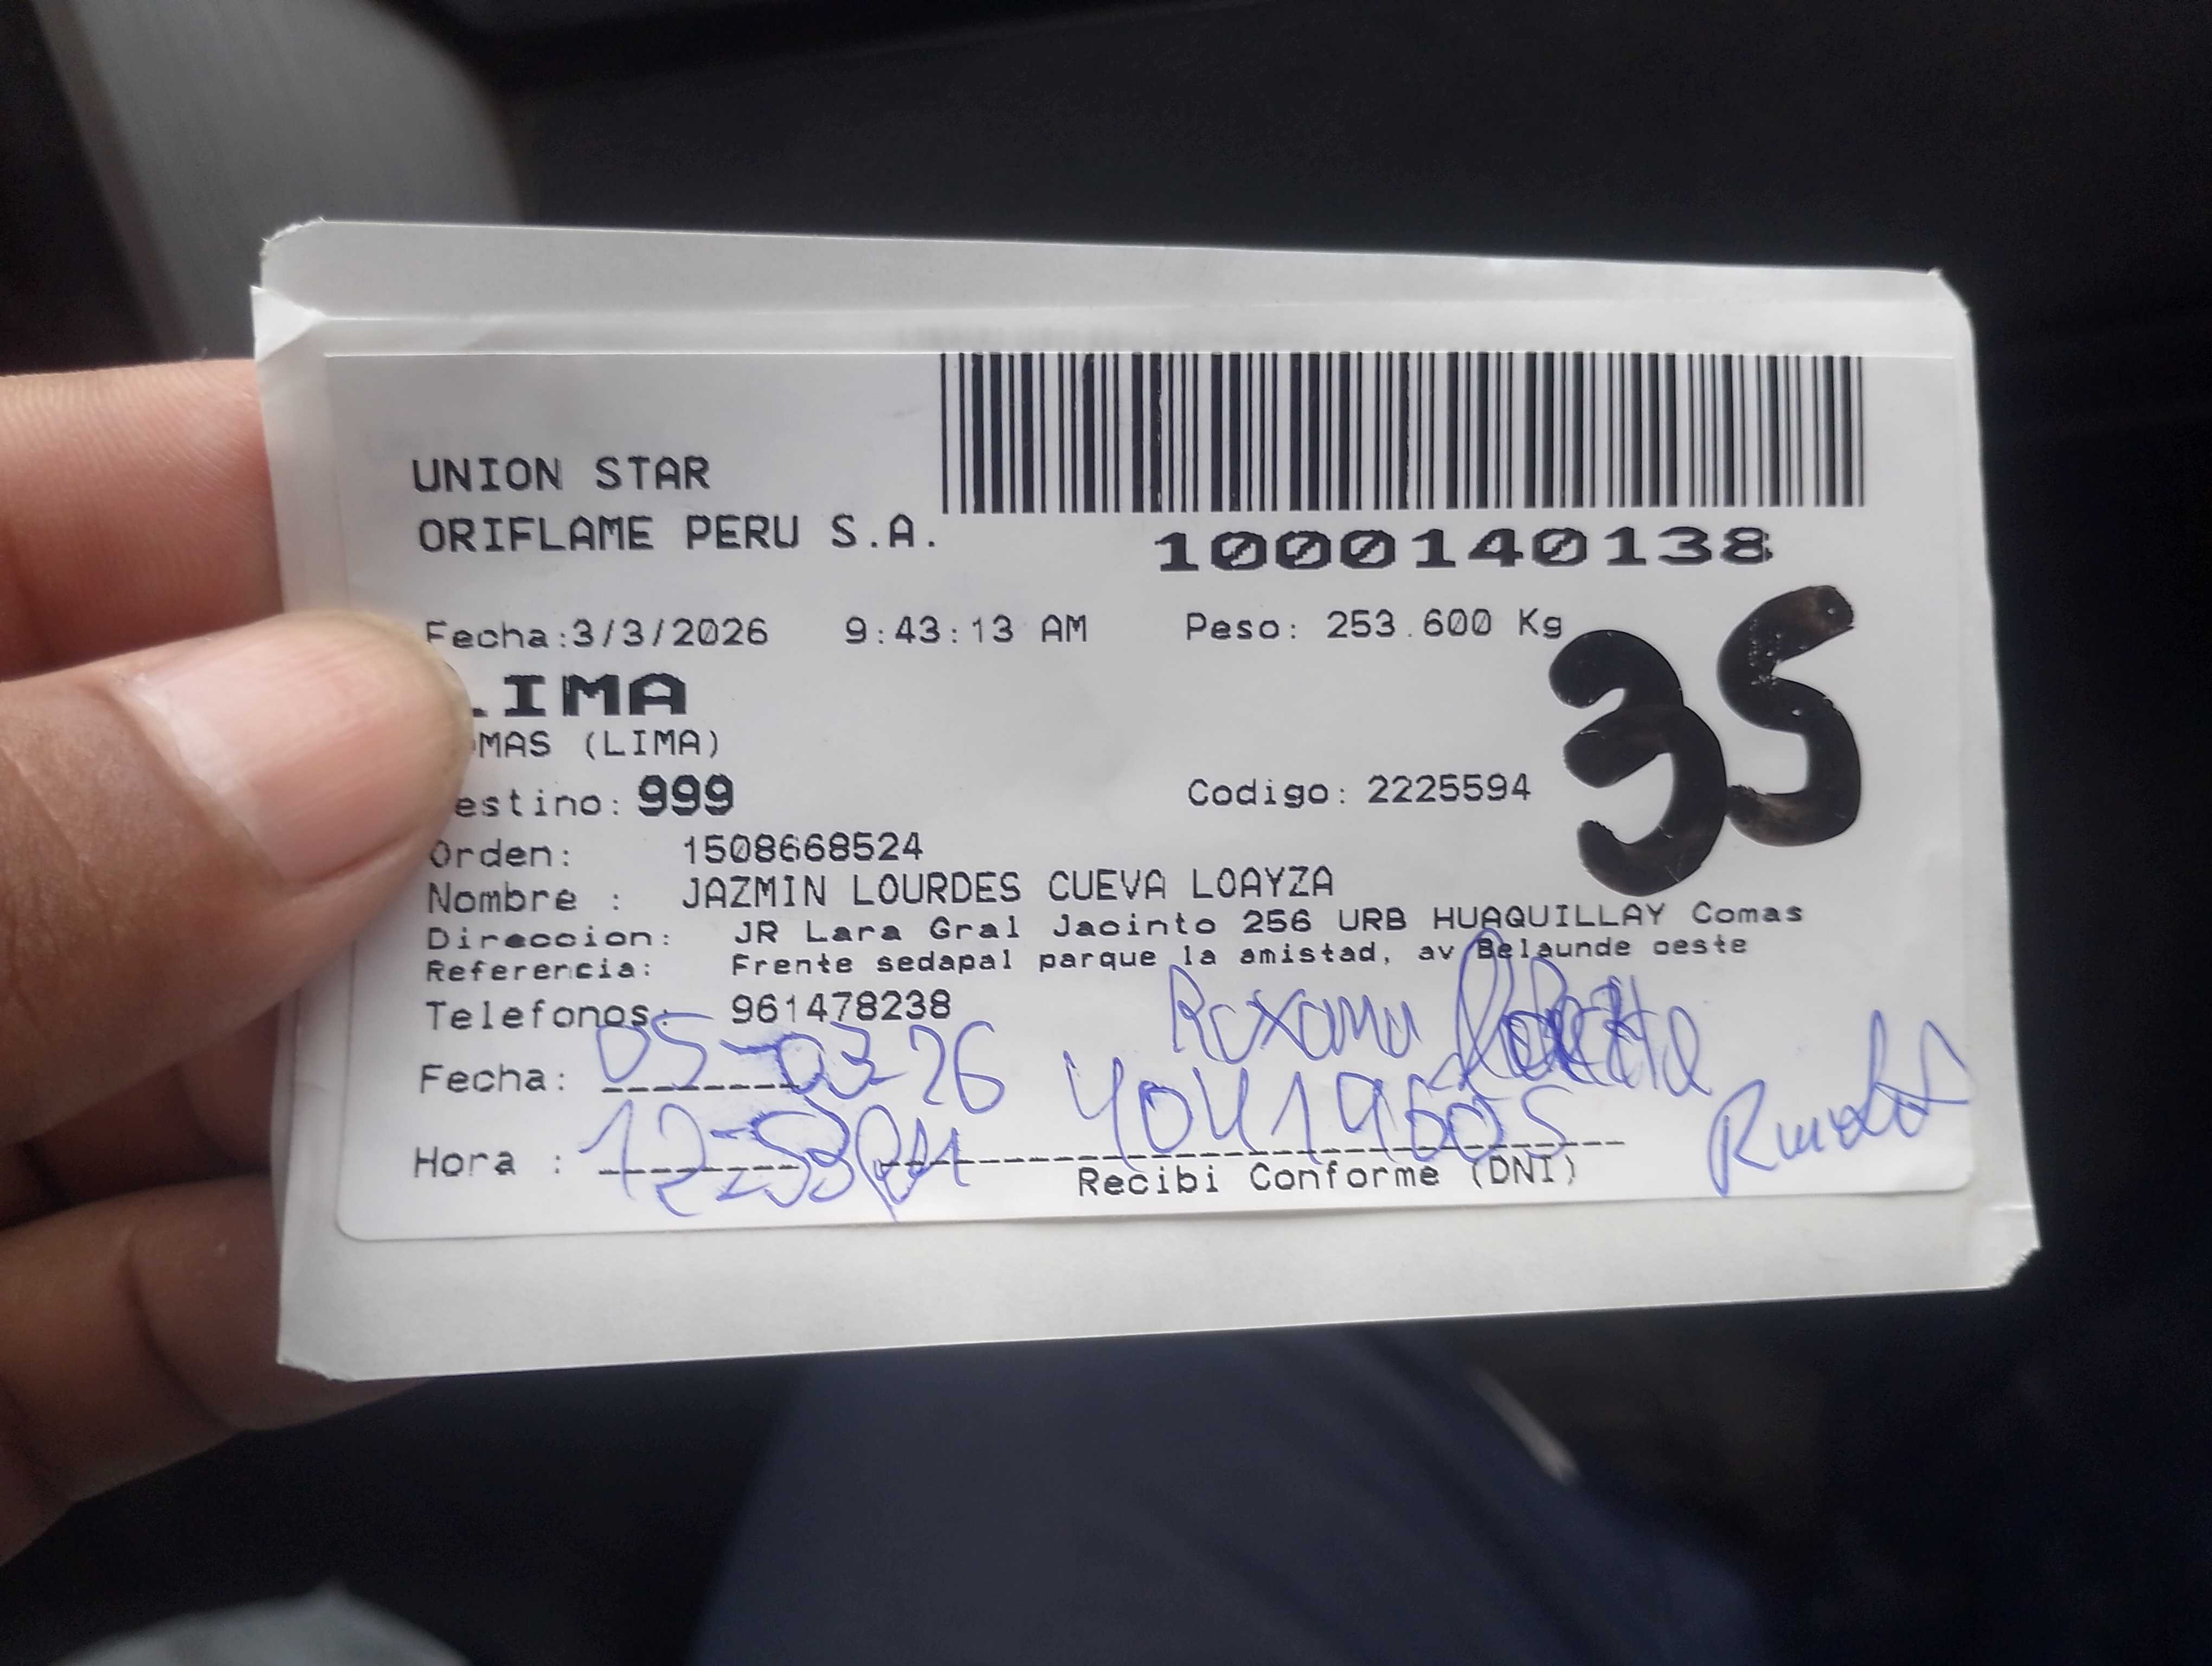 UNION STAR
ORIFLAME PERU S.A.
1000140138
Fecha:3/3/2026 9:43:13 AM Peso: 253.600 Kg
35
LIMA
OMAS (LIMA)
estino: 999 Codigo: 2225594
Orden: 1508668524
Nombre : JAZMIN LOURDES CUEVA LOAYZA
Direccion: JR Lara Gral Jacinto 256 URB HUAQUILLAY Comas
Referencia: Frente sedapal parque la amistad, av Belaunde oeste
Telefonos: 961478238
Roxana
Fecha: 05-03-26
Hora :
Recibi Conforme (DNI)